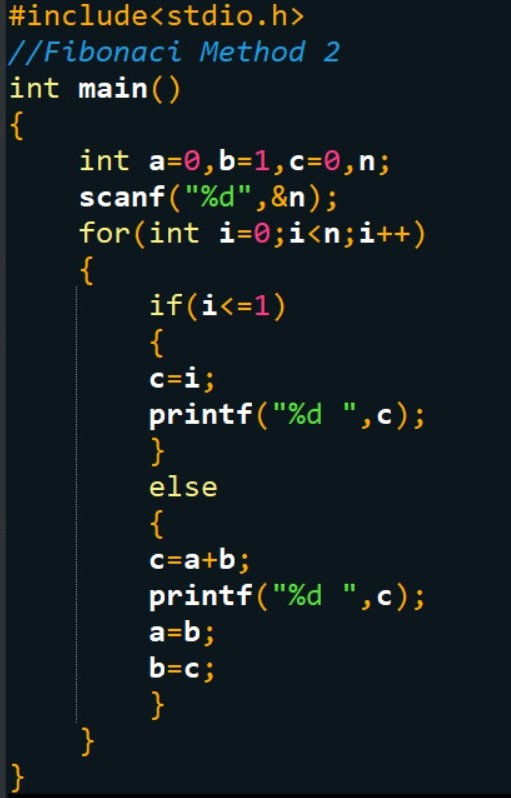 #include<stdio.h>
//Fibonaci Method 2
int main()
{
    int a=0,b=1,c=0,n;
    scanf("%d",&n);
    for(int i=0;i<n;i++)
    {
        if(i<=1)
        {
        c=i;
        printf("%d ",c);
        }
        else
        {
        c=a+b;
        printf("%d ",c);
        a=b;
        b=c;
        }
    }
}